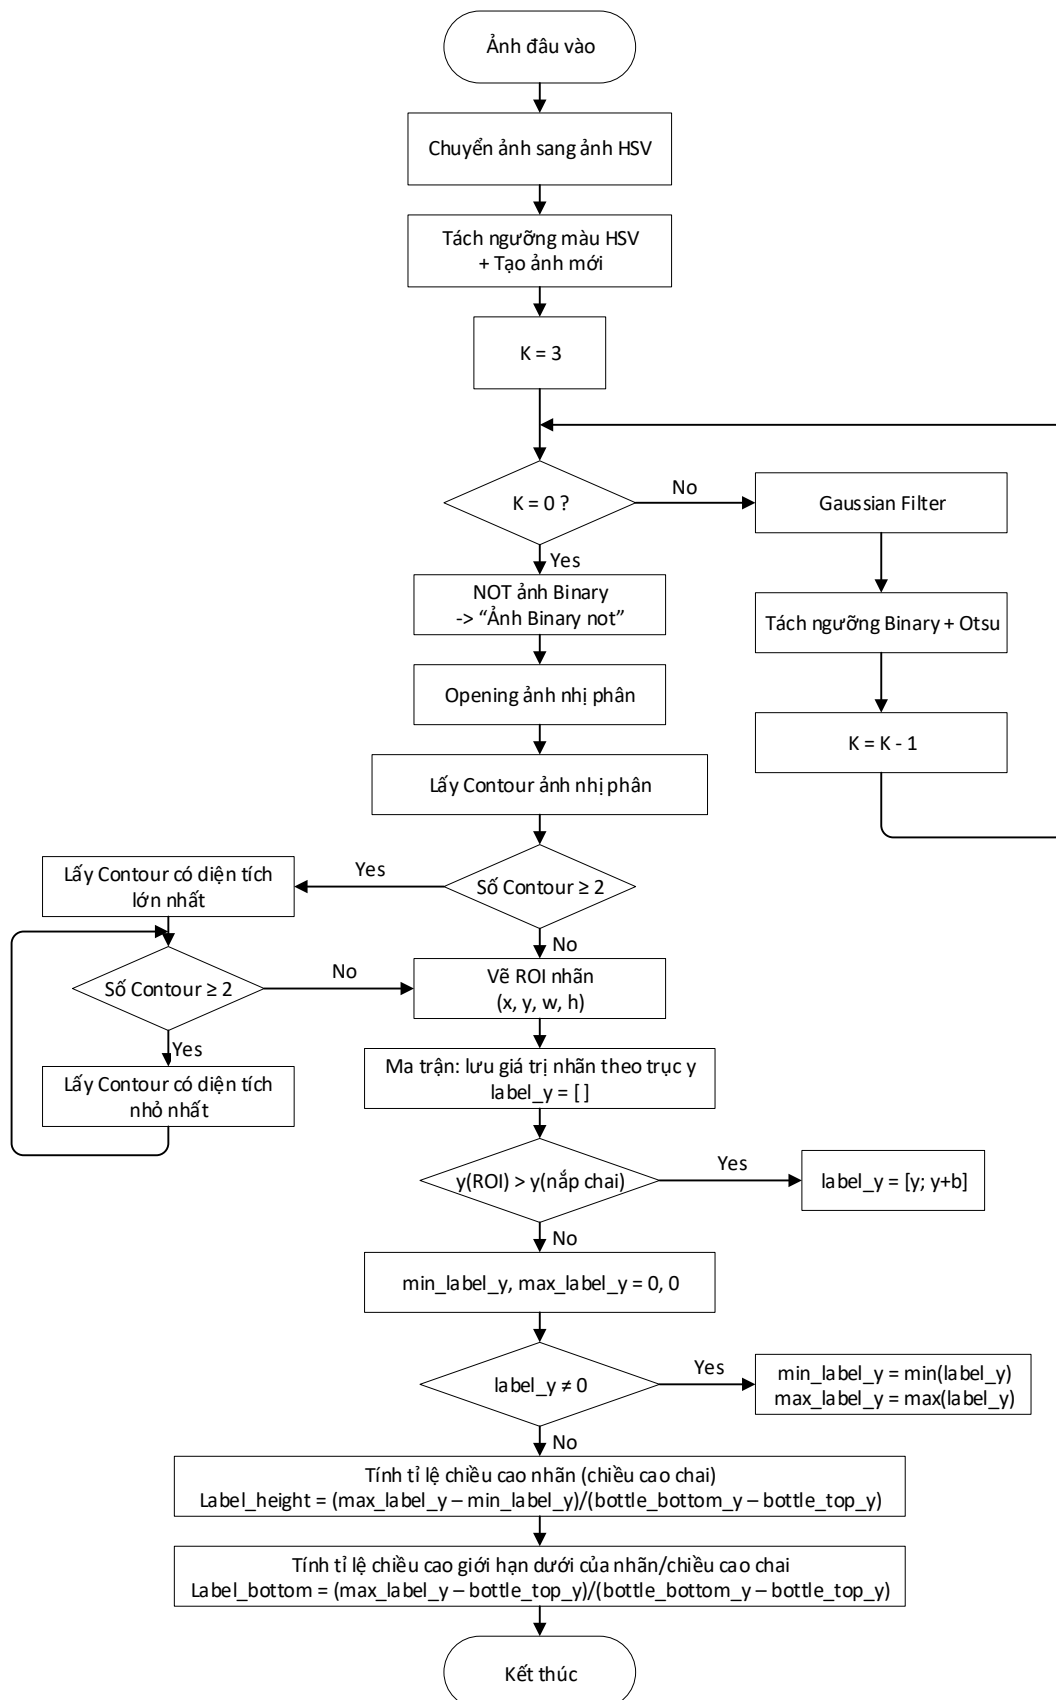 Ảnh đâu vào
Chuyển ảnh sang ảnh HSV
Tách ngưỡng màu HSV
+ Tạo ảnh mới
K = 3
K = 0 ?
No
Gaussian Filter
Yes
NOT ảnh Binary
-> “Ảnh Binary not”
Tách ngưỡng Binary + Otsu
Opening ảnh nhị phân
K = K - 1
Lấy Contour ảnh nhị phân
Số Contour ≥ 2
Yes
Lấy Contour có diện tích
lớn nhất
No
Số Contour ≥ 2
No
Vẽ ROI nhãn
(x, y, w, h)
Yes
Lấy Contour có diện tích
nhỏ nhất
Ma trận: lưu giá trị nhãn theo trục y
label_y = [ ]
y(ROI) > y(nắp chai)
Yes
label_y = [y; y+b]
No
min_label_y, max_label_y = 0, 0
label_y ≠ 0
Yes
min_label_y = min(label_y)
max_label_y = max(label_y)
No
Tính tỉ lệ chiều cao nhãn (chiều cao chai)
Label_height = (max_label_y – min_label_y)/(bottle_bottom_y – bottle_top_y)
Tính tỉ lệ chiều cao giới hạn dưới của nhãn/chiều cao chai
Label_bottom = (max_label_y – bottle_top_y)/(bottle_bottom_y – bottle_top_y)
Kết thúc